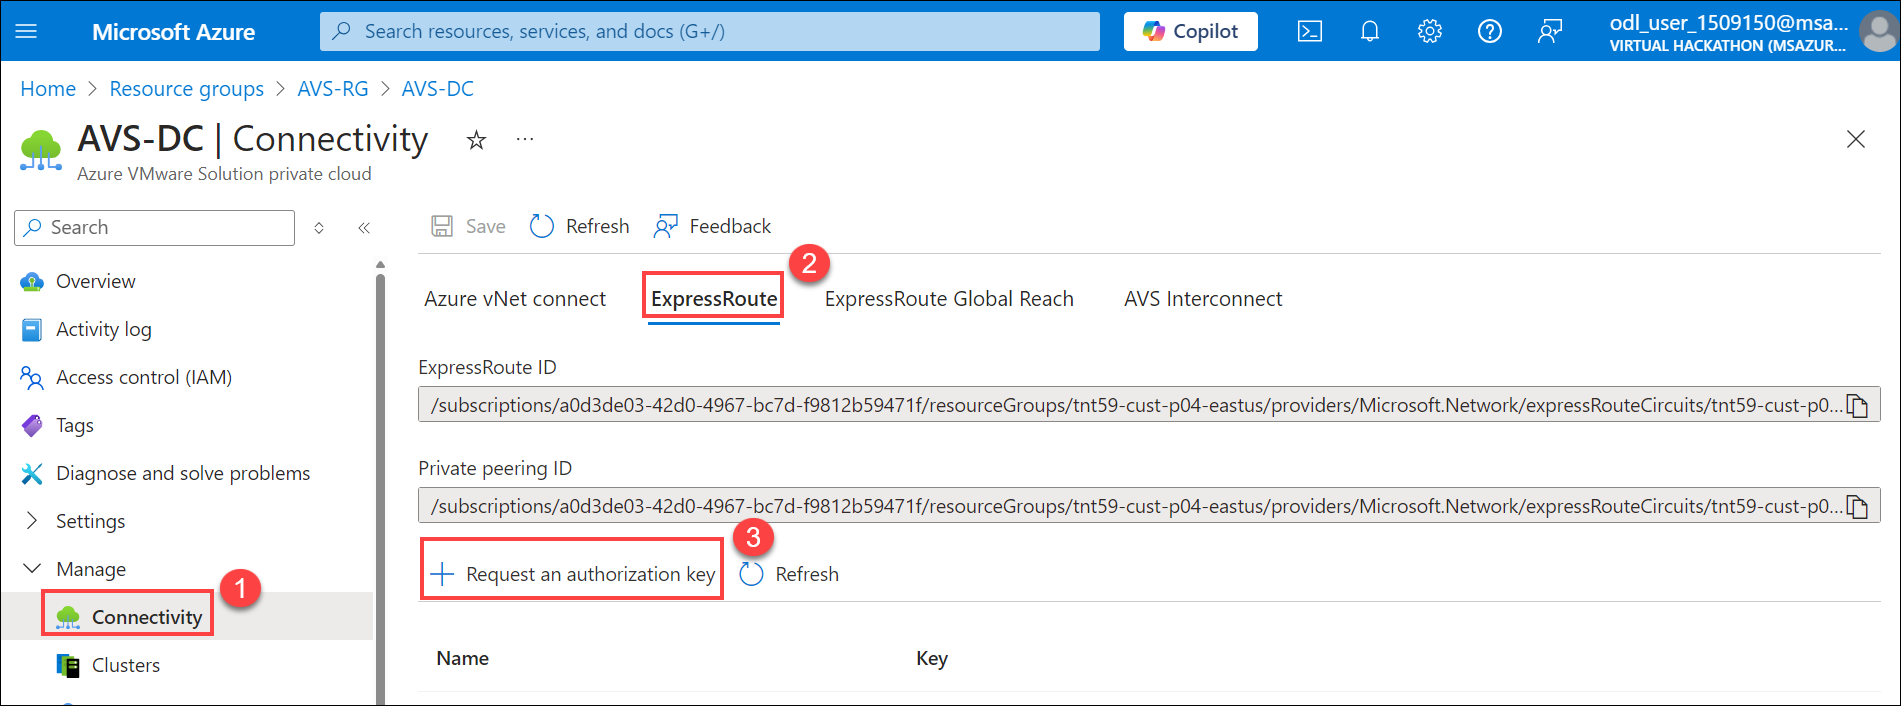 Microsoft Azure
Search resources, services, and docs (G+/)
Copilot
odl_user_1509150@msa...
VIRTUAL HACKATHON (MSAZUR...
Home > Resource groups > AVS-RG > AVS-DC
AVS-DC | Connectivity
Azure VMware Solution private cloud
Search
Save
Refresh
Feedback
Overview
Activity log
Access control (IAM)
Tags
Diagnose and solve problems
Settings
Manage
Connectivity
1
Clusters
Azure vNet connect
ExpressRoute
2
ExpressRoute Global Reach
AVS Interconnect
ExpressRoute ID
/subscriptions/a0d3de03-42d0-4967-bc7d-f9812b59471f/resourceGroups/tnt59-cust-p04-eastus/providers/Microsoft.Network/expressRouteCircuits/tnt59-cust-p0...
Private peering ID
/subscriptions/a0d3de03-42d0-4967-bc7d-f9812b59471f/resourceGroups/tnt59-cust-p04-eastus/providers/Microsoft.Network/expressRouteCircuits/tnt59-cust-p0...
Request an authorization key
3
Refresh
Name
Key